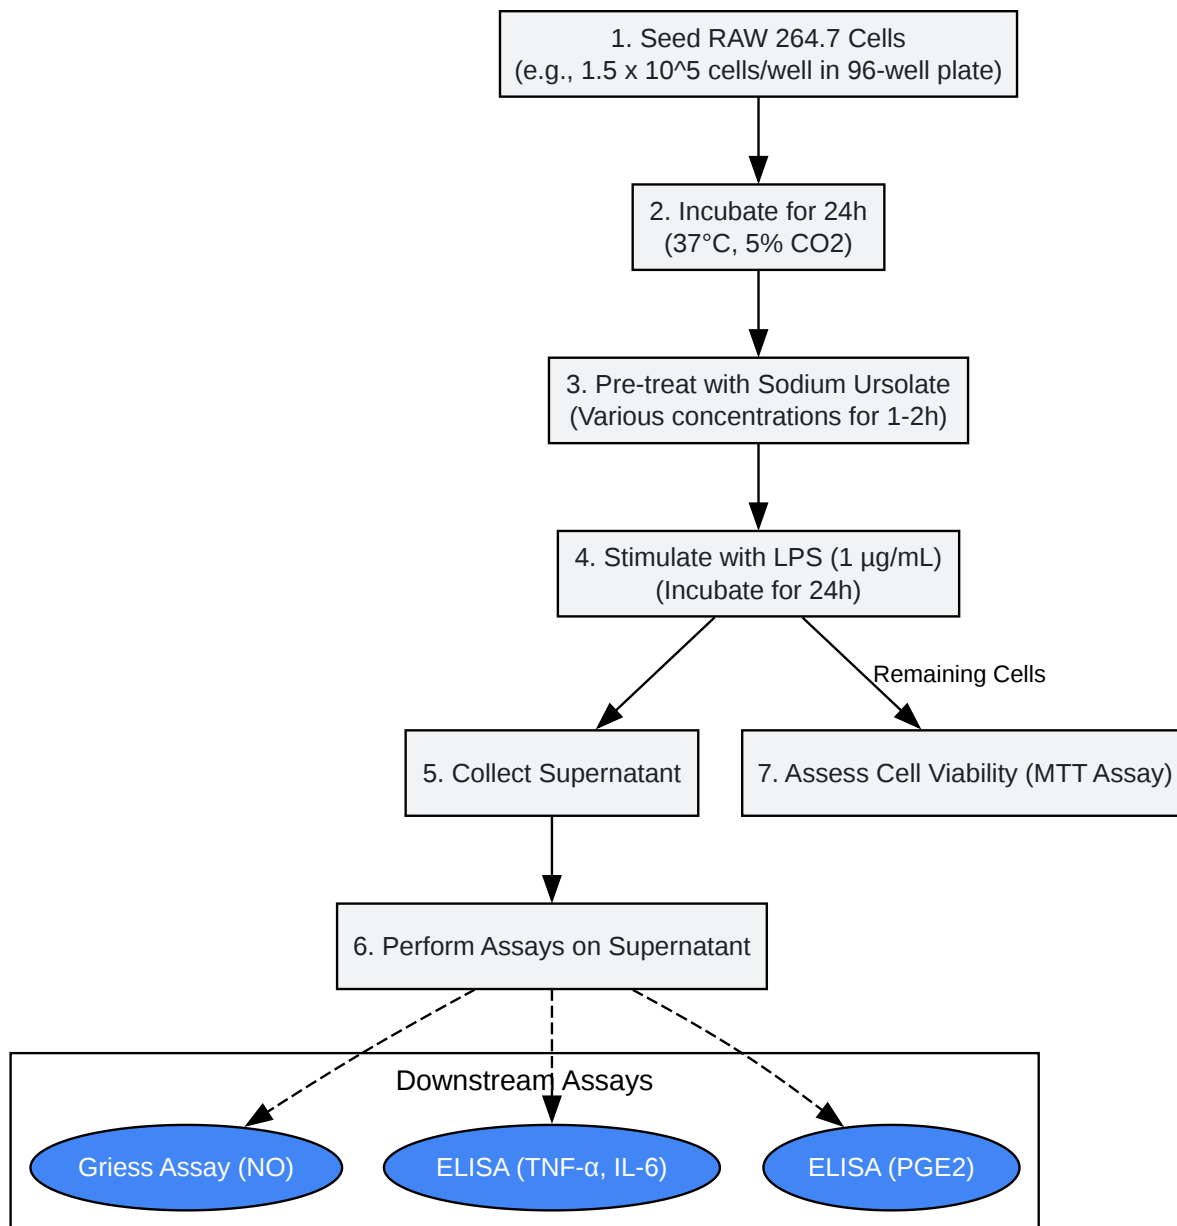 1. Seed RAW 264.7 Cells
(e.g., 1.5 x 10^5 cells/well in 96-well plate)
2. Incubate for 24h
(37°C, 5% CO2)
3. Pre-treat with Sodium Ursolate
(Various concentrations for 1-2h)
4. Stimulate with LPS (1 µg/mL)
(Incubate for 24h)
Remaining Cells
5. Collect Supernatant
7. Assess Cell Viability (MTT Assay)
6. Perform Assays on Supernatant
Downstream Assays
Griess Assay (NO)
ELISA (TNF-α, IL-6)
ELISA (PGE2)